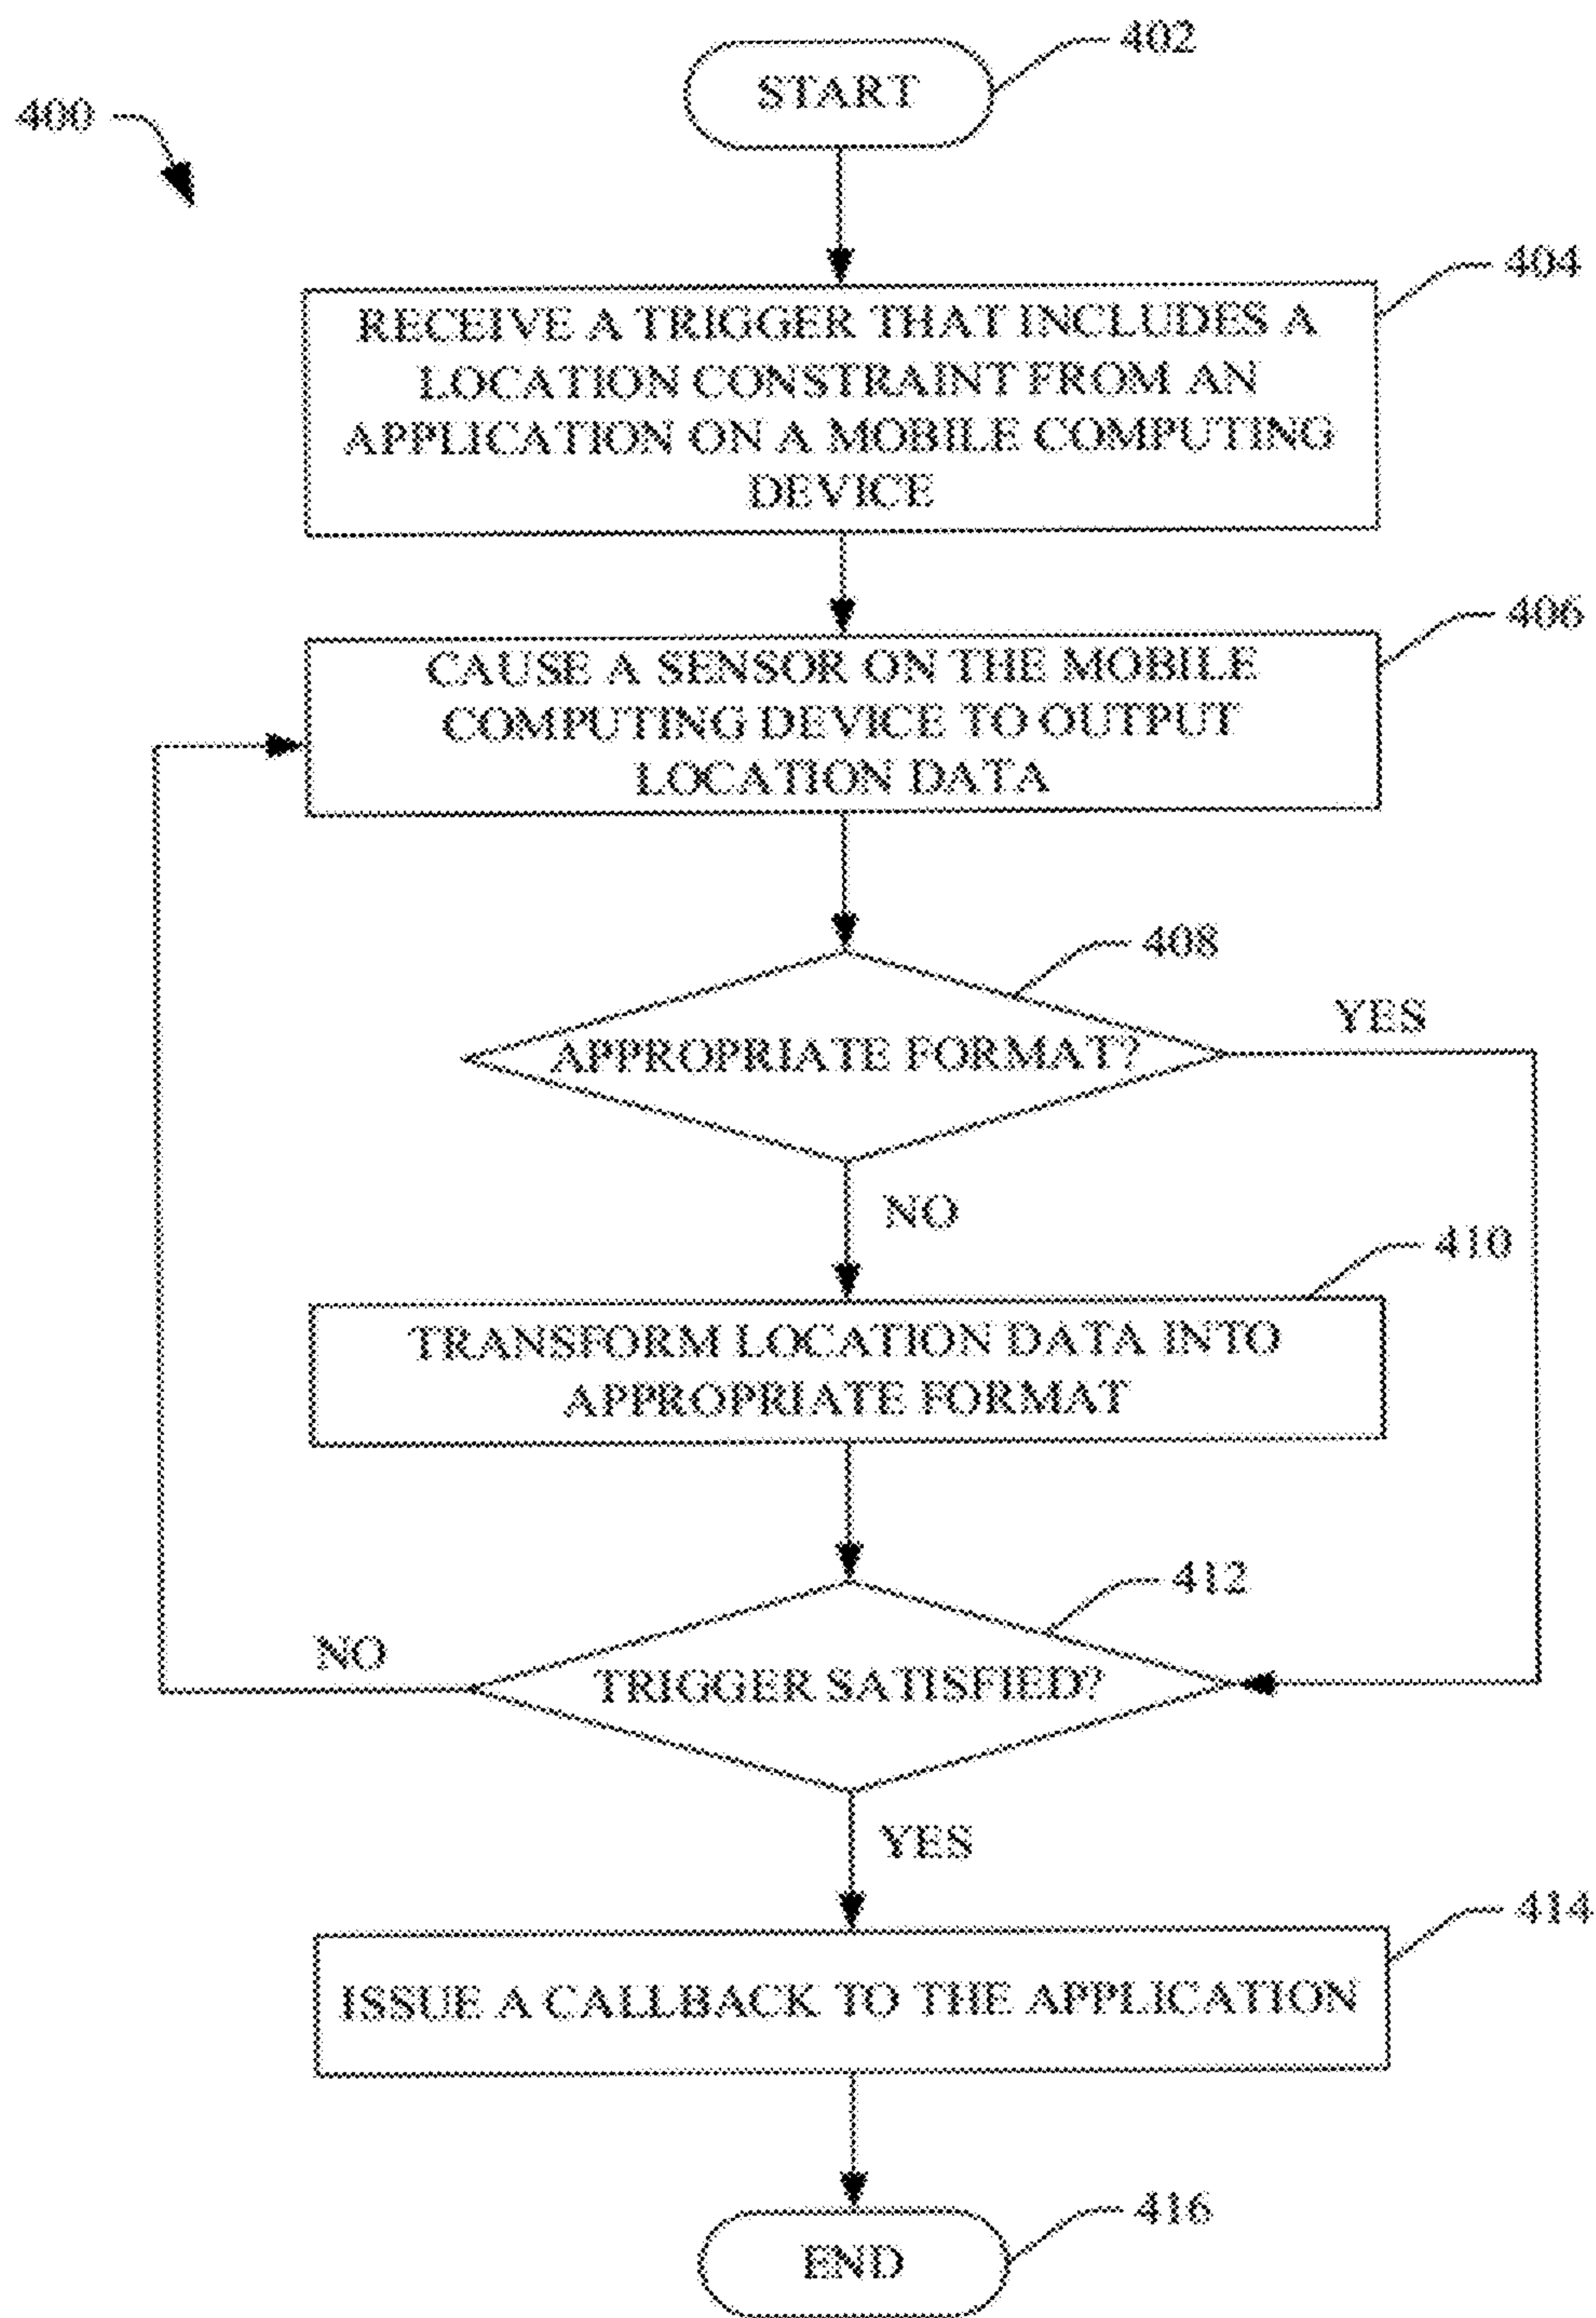 402
START
400
404
RECEIVE A TRIGGER THAT INCLUDES A
LOCATION CONSTRAINT FROM AN
APPLICATION ON A MOBILE COMPUTING
DEVICE
406
CAUSE A SENSOR ON THE MOBILE
COMPUTING DEVICE TO OUTPUT
LOCATION DATA
408
APPROPRIATE FORMAT?
YES
NO
410
TRANSFORM LOCATION DATA INTO
APPROPRIATE FORMAT
412
TRIGGER SATISFIED?
NO
YES
414
ISSUE A CALLBACK TO THE APPLICATION
416
END